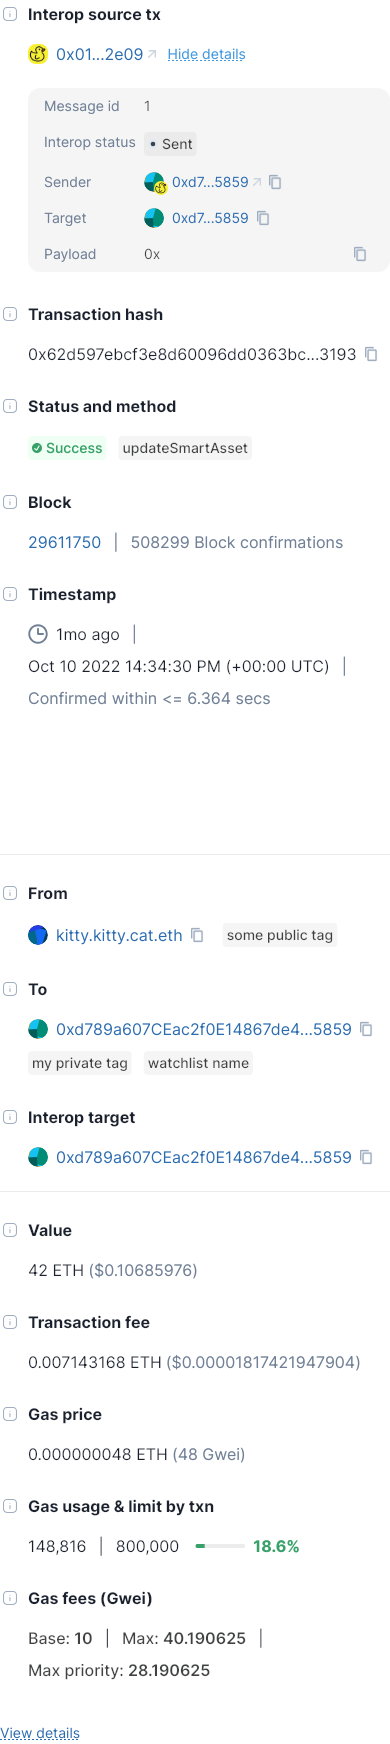 Interop source tx
0x01...2e09 Hide details
Message id 1
Interop status Sent
Sender 0xd7...5859
Target 0xd7...5859
Payload 0x
Transaction hash
0x62d597ebcf3e8d60096dd0363bc...3193
Status and method
Success updateSmartAsset
Block
29611750 | 508299 Block confirmations
Timestamp
1mo ago |
Oct 10 2022 14:34:30 PM (+00:00 UTC) |
Confirmed within <= 6.364 secs
From
kitty.kitty.cat.eth some public tag
To
0xd789a607CEac2f0E14867de4...5859
my private tag watchlist name
Interop target
0xd789a607CEac2f0E14867de4...5859
Value
42 ETH ($0.10685976)
Transaction fee
0.007143168 ETH ($0.00001817421947904)
Gas price
0.000000048 ETH (48 Gwei)
Gas usage & limit by txn
148,816 | 800,000 18.6%
Gas fees (Gwei)
Base: 10 | Max: 40.190625 |
Max priority: 28.190625
View details